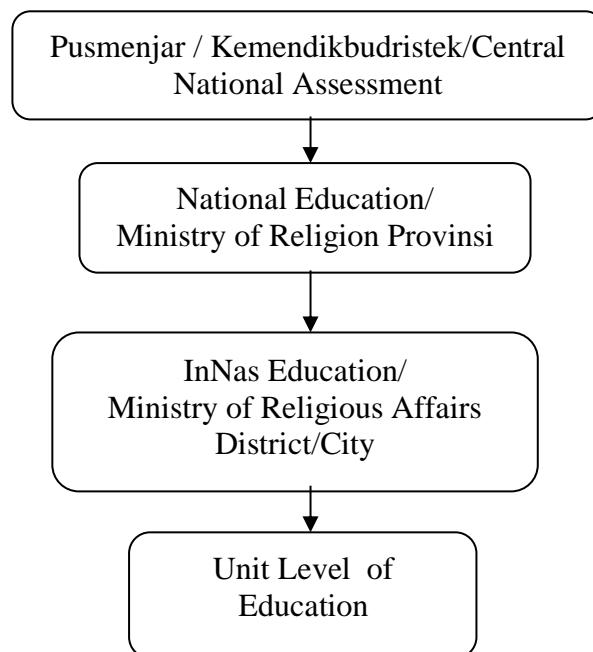 Pusmenjar / Kemendikbudristek/Central
National Assessment
National Education/
Ministry of Religion Provinsi
InNas Education/
Ministry of Religious Affairs
District/City
Unit Level of
Education